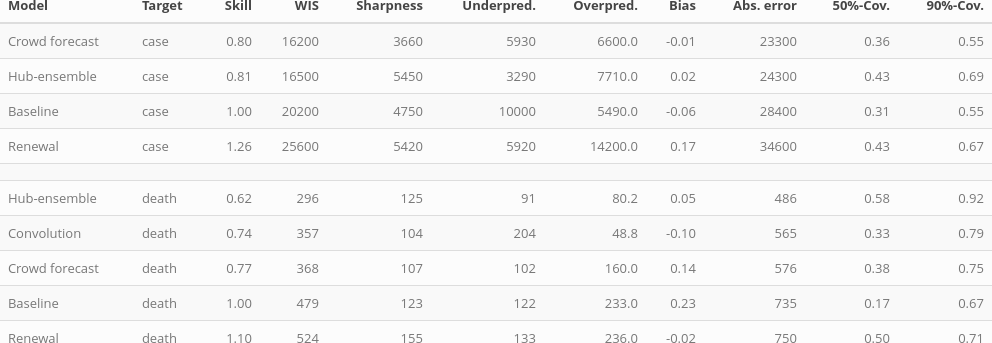 Model Target Skill WIS Sharpness Underpred. Overpred. Bias Abs. error 50%-Cov. 90%-Cov.
Crowd forecast case 0.80 16200 3660 5930 6600.0 -0.01 23300 0.36 0.55
Hub-ensemble case 0.81 16500 5450 3290 7710.0 0.02 24300 0.43 0.69
Baseline case 1.00 20200 4750 10000 5490.0 -0.06 28400 0.31 0.55
Renewal case 1.26 25600 5420 5920 14200.0 0.17 34600 0.43 0.67
Hub-ensemble death 0.62 296 125 91 80.2 0.05 486 0.58 0.92
Convolution death 0.74 357 104 204 48.8 -0.10 565 0.33 0.79
Crowd forecast death 0.77 368 107 102 160.0 0.14 576 0.38 0.75
Baseline death 1.00 479 123 122 233.0 0.23 735 0.17 0.67
Renewal death 1.10 524 155 133 236.0 -0.02 750 0.50 0.71